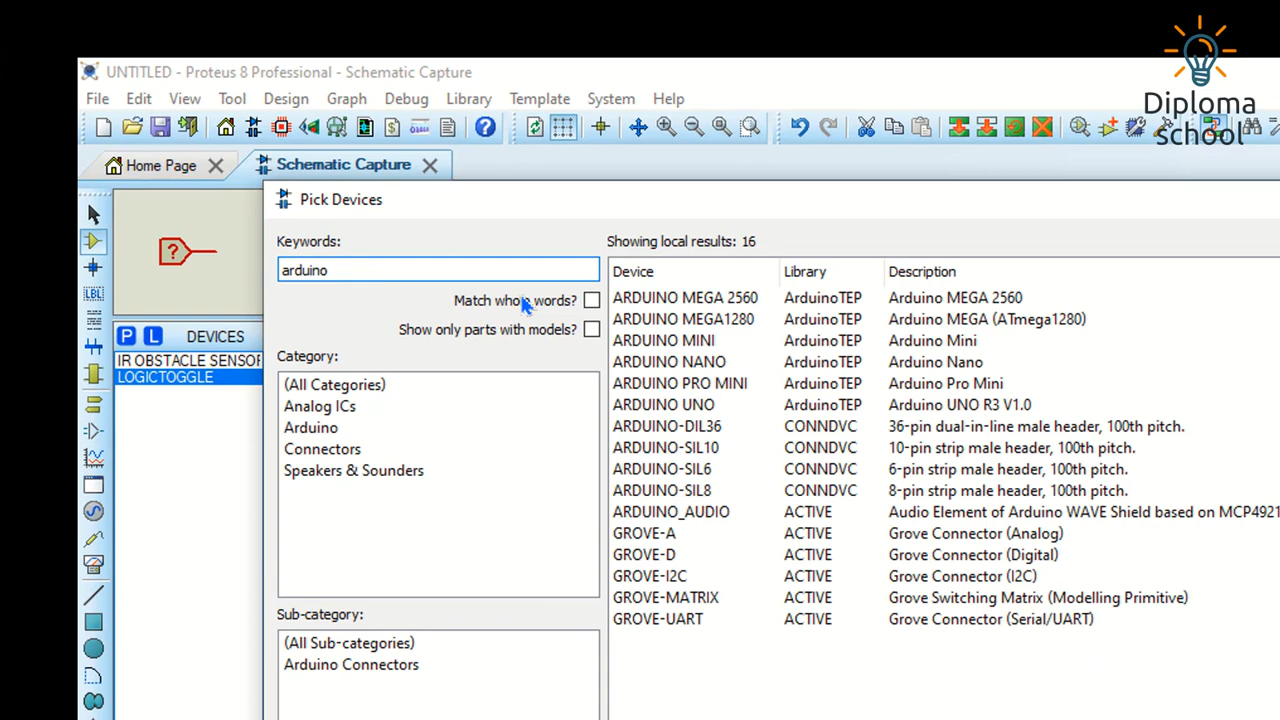 Diploma
school
UNTITLED - Proteus 8 Professional - Schematic Capture
File Edit View Tool Design Graph Debug Library Template System Help
Home Page
Schematic Capture
Pick Devices
Keywords:
arduino
Match whole words?
Show only parts with models?
Category:
(All Categories)
Analog ICs
Arduino
Connectors
Speakers & Sounders
Sub-category:
(All Sub-categories)
Arduino Connectors
LBL
?
P L DEVICES
IR OBSTACLE SENSOR
LOGICTOGGLE
Showing local results: 16
Device Library Description
ARDUINO MEGA 2560 ArduinoTEP Arduino MEGA 2560
ARDUINO MEGA1280 ArduinoTEP Arduino MEGA (ATmega1280)
ARDUINO MINI ArduinoTEP Arduino Mini
ARDUINO NANO ArduinoTEP Arduino Nano
ARDUINO PRO MINI ArduinoTEP Arduino Pro Mini
ARDUINO UNO ArduinoTEP Arduino UNO R3 V1.0
ARDUINO-DIL36 CONNDVC 36-pin dual-in-line male header, 100th pitch.
ARDUINO-SIL10 CONNDVC 10-pin strip male header, 100th pitch.
ARDUINO-SIL6 CONNDVC 6-pin strip male header, 100th pitch.
ARDUINO-SIL8 CONNDVC 8-pin strip male header, 100th pitch.
ARDUINO_AUDIO ACTIVE Audio Element of Arduino WAVE Shield based on MCP4921
GROVE-A ACTIVE Grove Connector (Analog)
GROVE-D ACTIVE Grove Connector (Digital)
GROVE-I2C ACTIVE Grove Connector (I2C)
GROVE-MATRIX ACTIVE Grove Switching Matrix (Modelling Primitive)
GROVE-UART ACTIVE Grove Connector (Serial/UART)